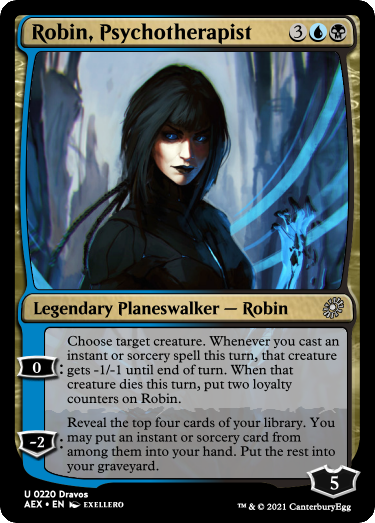 Robin, Psychotherapist 3
Legendary Planeswalker — Robin
Choose target creature. Whenever you cast an
instant or sorcery spell this turn, that creature
0
gets -1/-1 until end of turn. When that
creature dies this turn, put two loyalty
counters on Robin.
Reveal the top four cards of your library. You
may put an instant or sorcery card from
-2
among them into your hand. Put the rest into
your graveyard.
5
U 0220 Dravos
AEX • EN EXELLERO
™ & © 2021 CanterburyEgg